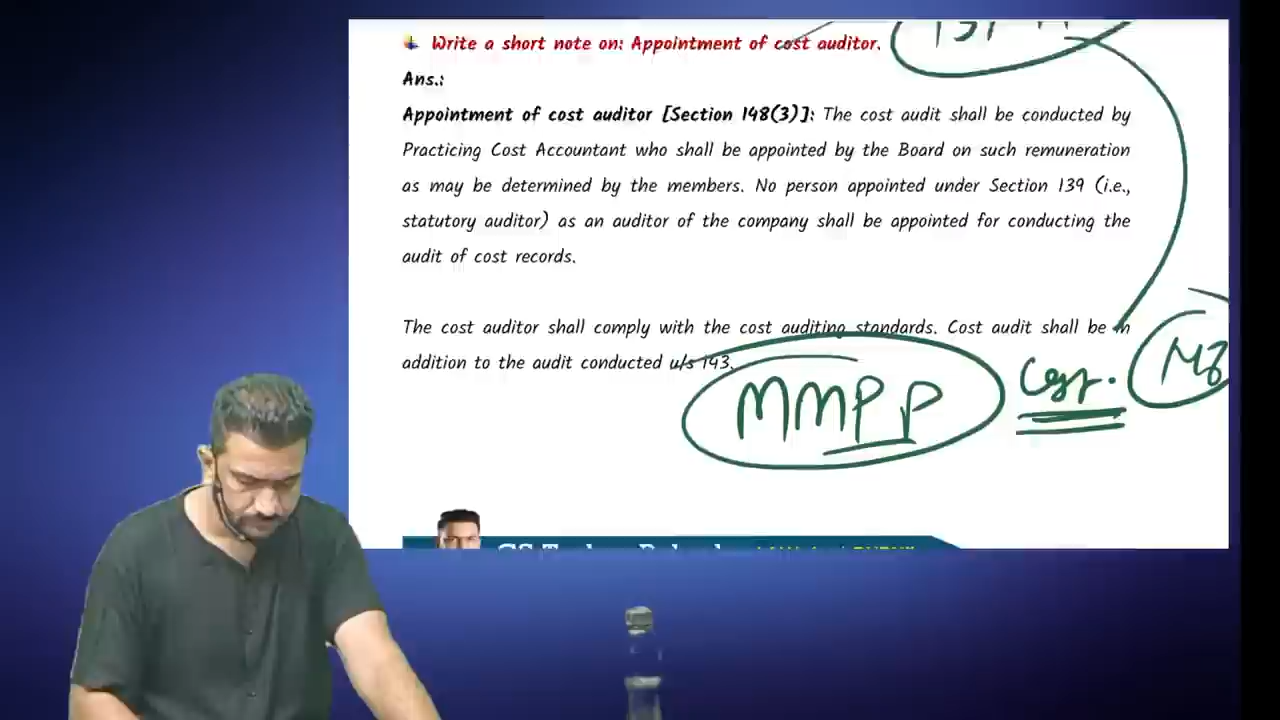 Write a short note on: Appointment of cost auditor.
Ans.:
Appointment of cost auditor [Section 148(3)]: The cost audit shall be conducted by
Practicing Cost Accountant who shall be appointed by the Board on such remuneration
as may be determined by the members. No person appointed under Section 139 (i.e.,
statutory auditor) as an auditor of the company shall be appointed for conducting the
audit of cost records.
The cost auditor shall comply with the cost auditing standards. Cost audit shall be in
addition to the audit conducted u/s 143.
MMPP